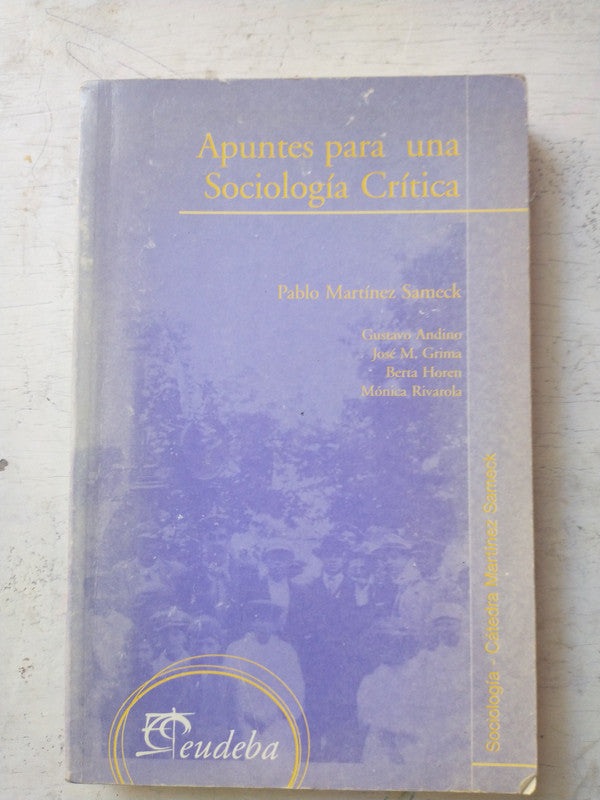 Apuntes para una
Sociología Crítica
Pablo Martínez Sameck
Gustavo Andino
José M. Grima
Berta Horen
Mónica Rivarola
Sociología - Cátedra Martínez Sameck
eudeba